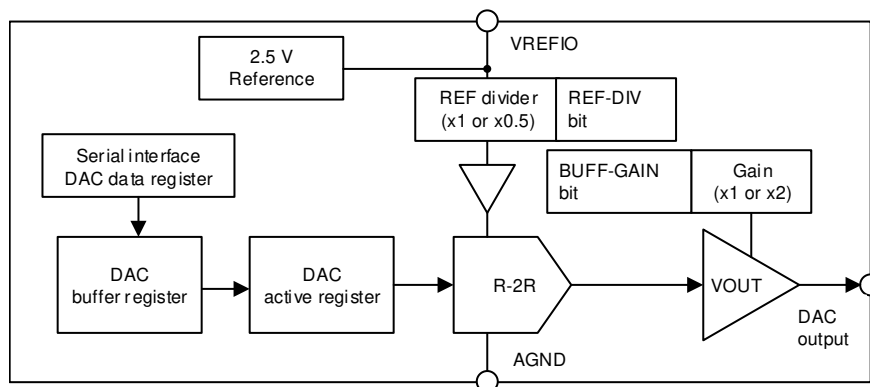 VREFIO
2.5 V
Reference
REF divider
(x1 or x0.5)
REF-DIV
bit
Serial interface
DAC data register
BUFF-GAIN
bit
Gain
(x1 or x2)
DAC
buffer register
DAC
active register
R-2R
VOUT
DAC
output
AGND